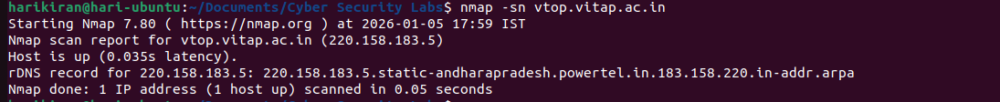 harikiran@hari-ubuntu:~/Documents/Cyber Security Labs$ nmap -sn vtop.vitap.ac.in
Starting Nmap 7.80 ( https://nmap.org ) at 2026-01-05 17:59 IST
Nmap scan report for vtop.vitap.ac.in (220.158.183.5)
Host is up (0.035s latency).
rDNS record for 220.158.183.5: 220.158.183.5.static-andharapradesh.powertel.in.183.158.220.in-addr.arpa
Nmap done: 1 IP address (1 host up) scanned in 0.05 seconds